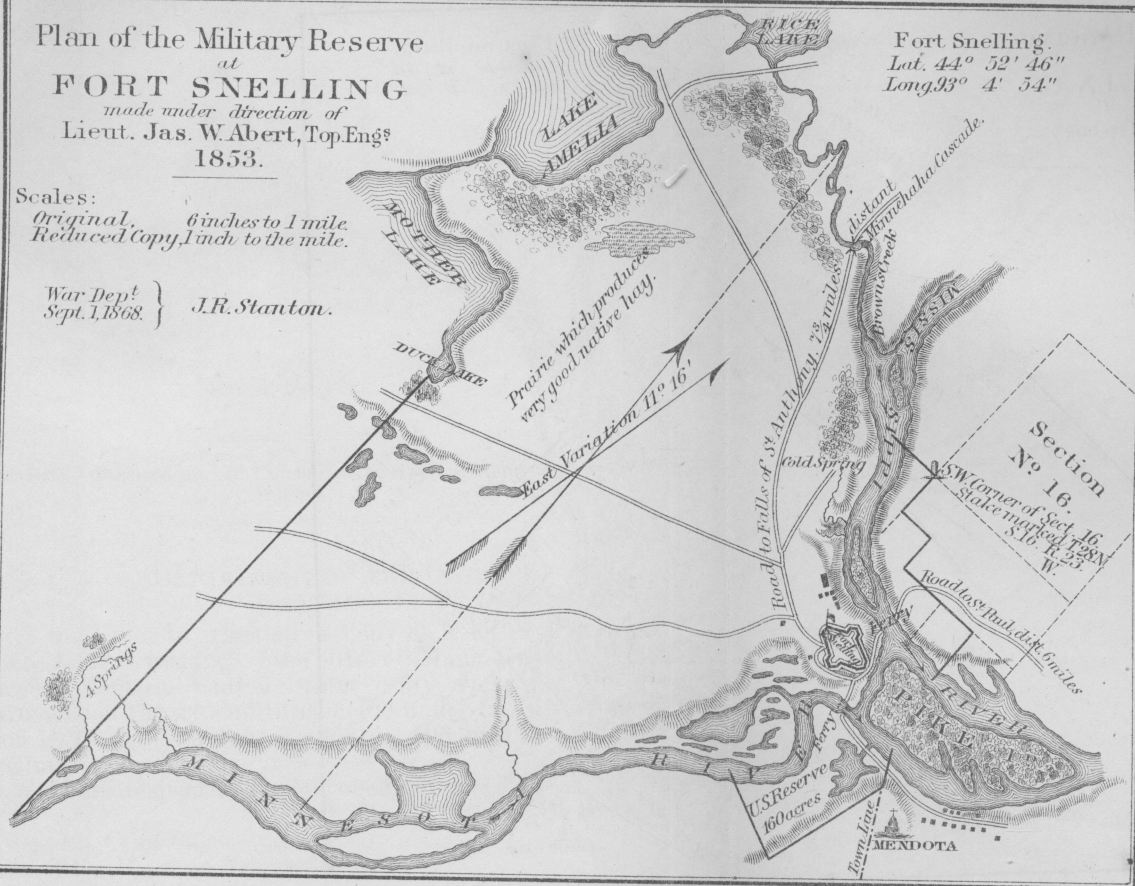 Plan of the Military Reserve
at
FORT SNELLING
made under direction of
Lieut. Jas. W. Abert, Top. Engs
1853.
Scales:
Original, 6 inches to 1 mile.
Reduced Copy, 1 inch to the mile.
War Dept
Sept. 1, 1868.
J.R. Stanton.
Fort Snelling.
Lat. 44° 52' 46"
Long. 93° 4' 54"
RICE
LAKE
LAKE
AMELIA
MOTHER
LAKE
DUCK LAKE
Prairie which produces
very good native hay.
East Variation 11° 16'
Road to Falls of St Anthony. 7 3/4 miles distant
Minnehaha Cascade.
Browns Creek
MISSISSIPPI
RIVER
Cold Spring
Section
No 16.
S.W. Corner of Sect. 16.
Stake marked T. 28 N.
S. 16. R. 23.
W.
Road to St Paul, dist. 6 miles
Ferry
PIKE
4 Springs
MINNESOTA
RIVER
Ferry
U.S. Reserve
160 acres
Town Line
MENDOTA